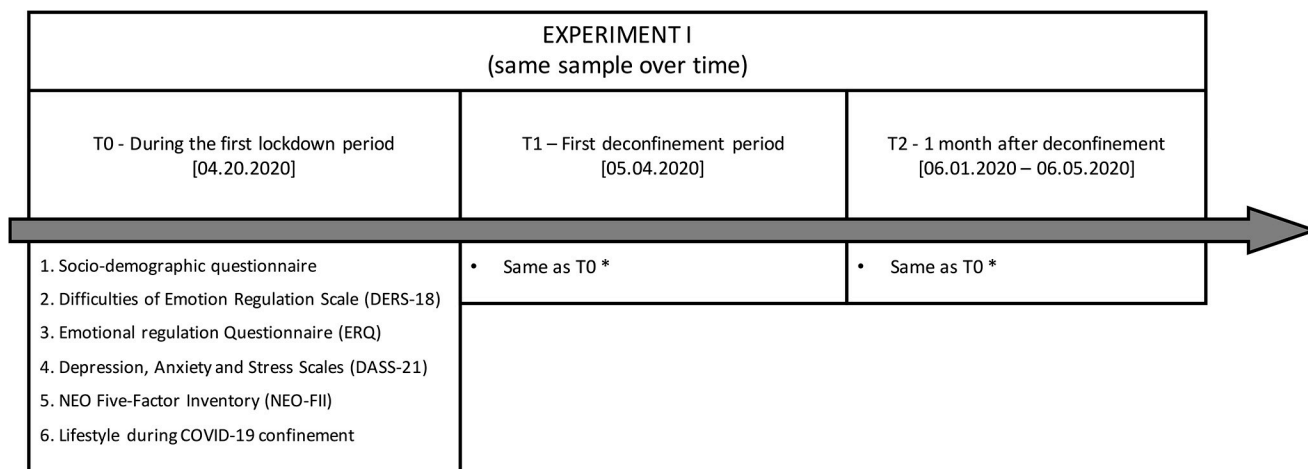 EXPERIMENT I
(same sample over time)
T0 - During the first lockdown period
[04.20.2020]
T1 – First deconfinement period
[05.04.2020]
T2 - 1 month after deconfinement
[06.01.2020 – 06.05.2020]
1. Socio-demographic questionnaire
2. Difficulties of Emotion Regulation Scale (DERS-18)
3. Emotional regulation Questionnaire (ERQ)
4. Depression, Anxiety and Stress Scales (DASS-21)
5. NEO Five-Factor Inventory (NEO-FII)
6. Lifestyle during COVID-19 confinement
• Same as T0 *
• Same as T0 *